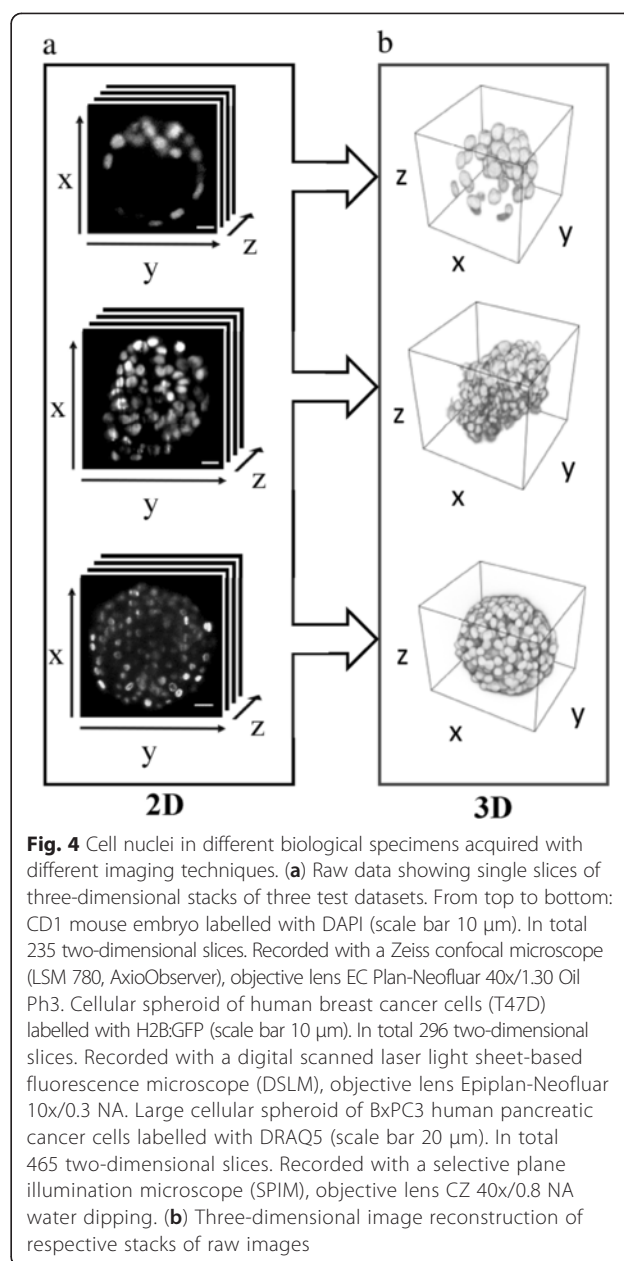 a
b
x
y
z
z
x
y
x
y
z
z
x
y
x
y
z
z
x
y
2D
3D
Fig. 4 Cell nuclei in different biological specimens acquired with
different imaging techniques. (a) Raw data showing single slices of
three-dimensional stacks of three test datasets. From top to bottom:
CD1 mouse embryo labelled with DAPI (scale bar 10 μm). In total
235 two-dimensional slices. Recorded with a Zeiss confocal microscope
(LSM 780, AxioObserver), objective lens EC Plan-Neofluar 40x/1.30 Oil
Ph3. Cellular spheroid of human breast cancer cells (T47D)
labelled with H2B:GFP (scale bar 10 μm). In total 296 two-dimensional
slices. Recorded with a digital scanned laser light sheet-based
fluorescence microscope (DSLM), objective lens Epiplan-Neofluar
10x/0.3 NA. Large cellular spheroid of BxPC3 human pancreatic
cancer cells labelled with DRAQ5 (scale bar 20 μm). In total
465 two-dimensional slices. Recorded with a selective plane
illumination microscope (SPIM), objective lens CZ 40x/0.8 NA
water dipping. (b) Three-dimensional image reconstruction of
respective stacks of raw images